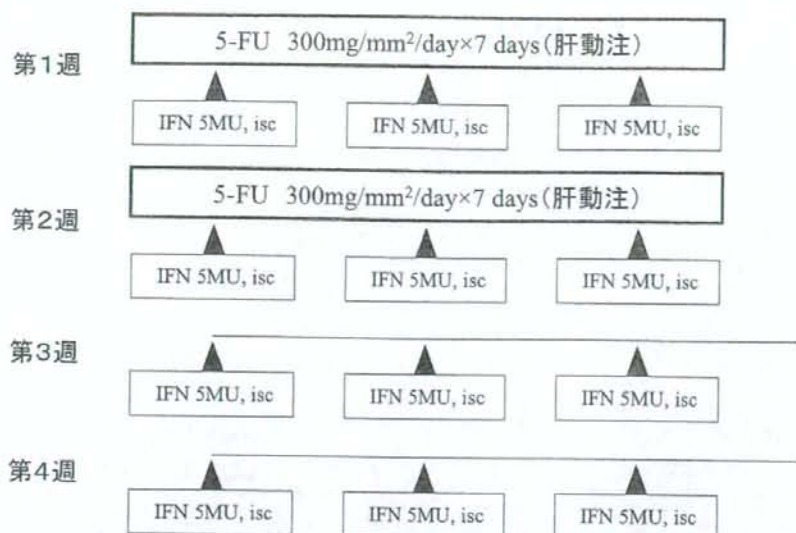 第1週
5-FU 300mg/mm²/day×7 days(肝動注)
IFN 5MU, isc IFN 5MU, isc IFN 5MU, isc
第2週
5-FU 300mg/mm²/day×7 days(肝動注)
IFN 5MU, isc IFN 5MU, isc IFN 5MU, isc
第3週
IFN 5MU, isc IFN 5MU, isc IFN 5MU, isc
第4週
IFN 5MU, isc IFN 5MU, isc IFN 5MU, isc